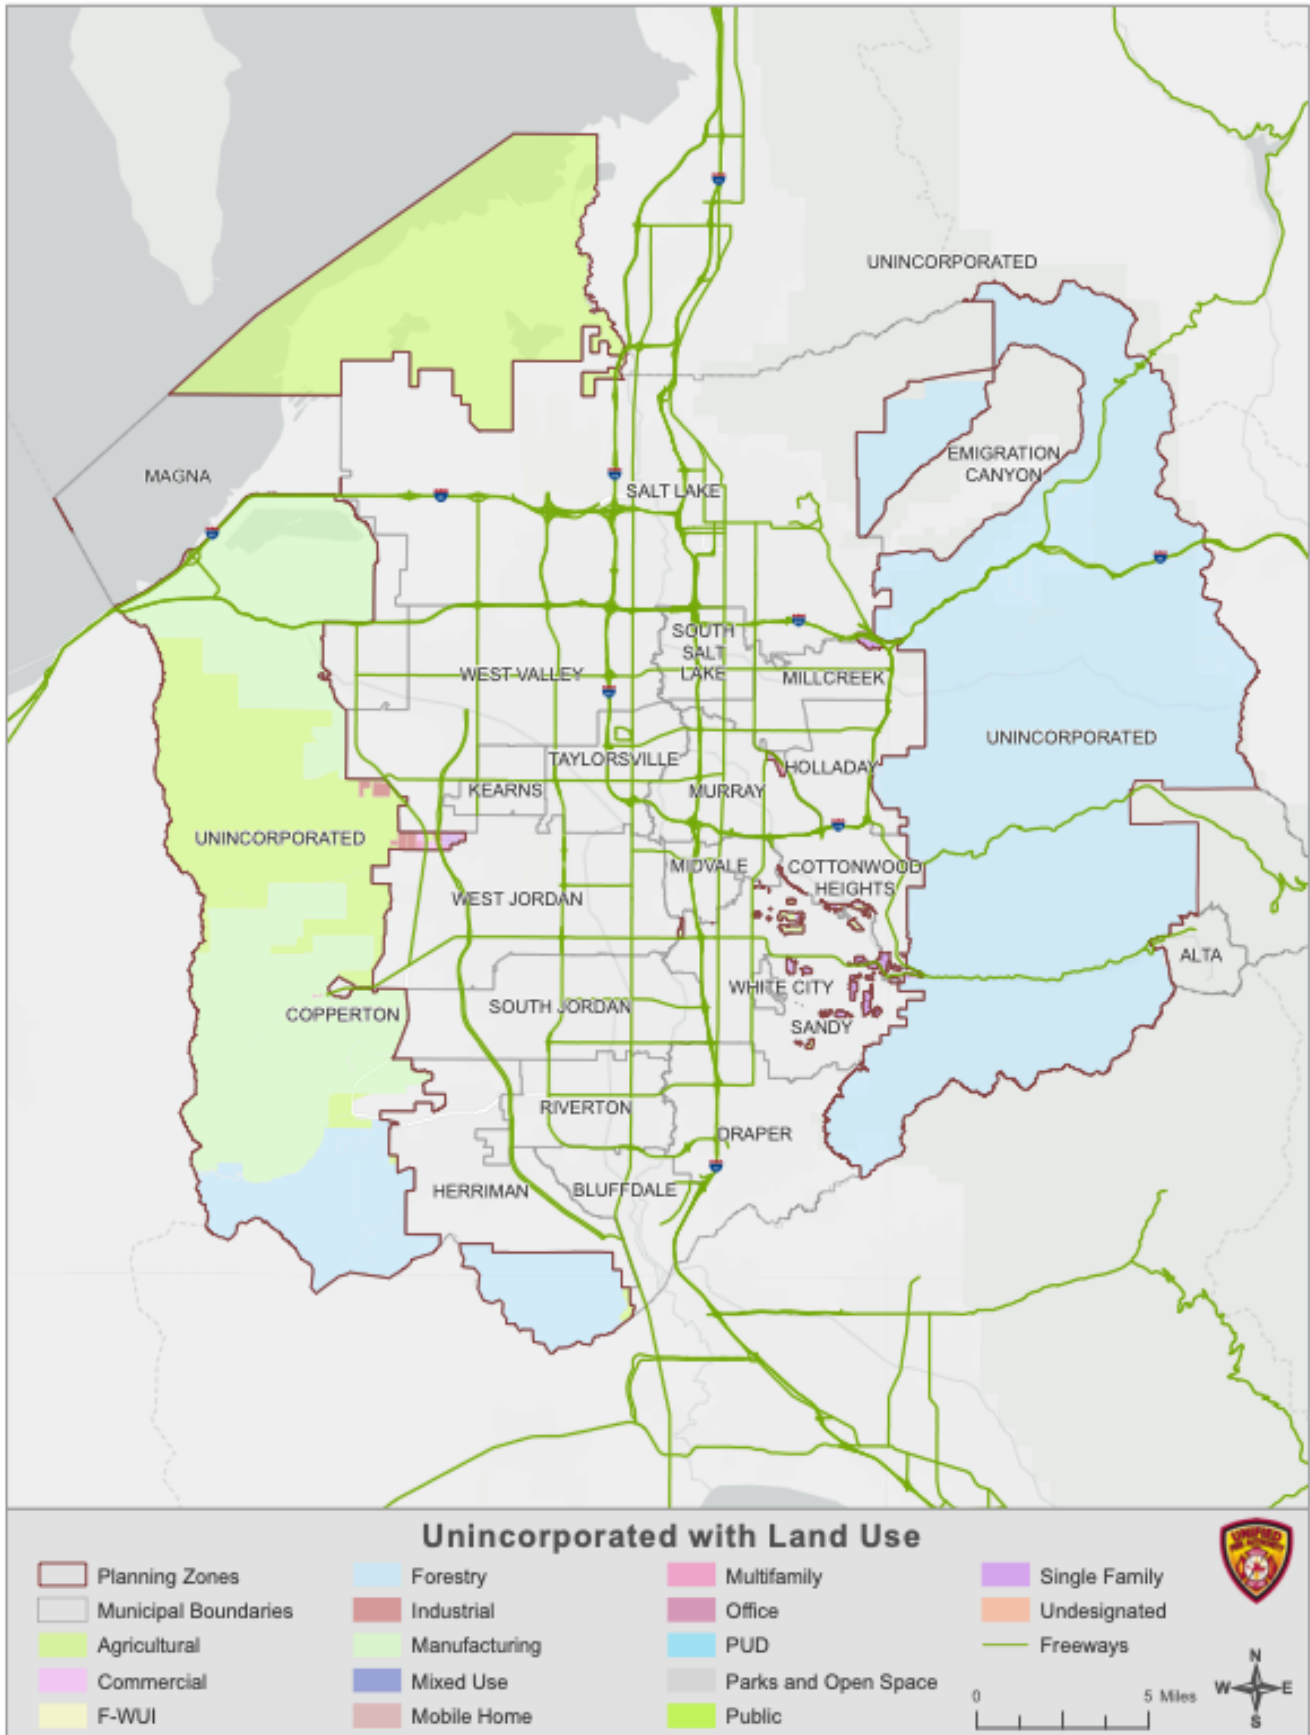 UNINCORPORATED
EMIGRATION
CANYON
MAGNA
SALT LAKE
SOUTH
SALT
LAKE
WEST VALLEY
MILLCREEK
UNINCORPORATED
TAYLORSVILLE
HOLLADAY
KEARNS
MURRAY
UNINCORPORATED
MIDVALE
COTTONWOOD
HEIGHTS
WEST JORDAN
ALTA
WHITE CITY
COPPERTON
SOUTH JORDAN
SANDY
RIVERTON
DRAPER
HERRIMAN
BLUFFDALE
Unincorporated with Land Use
Planning Zones
Municipal Boundaries
Agricultural
Commercial
F-WUI
Forestry
Industrial
Manufacturing
Mixed Use
Mobile Home
Multifamily
Office
PUD
Parks and Open Space
Public
Single Family
Undesignated
Freeways
0 5 Miles
UNIFIED
FIRE AUTHORITY
N
W E
S